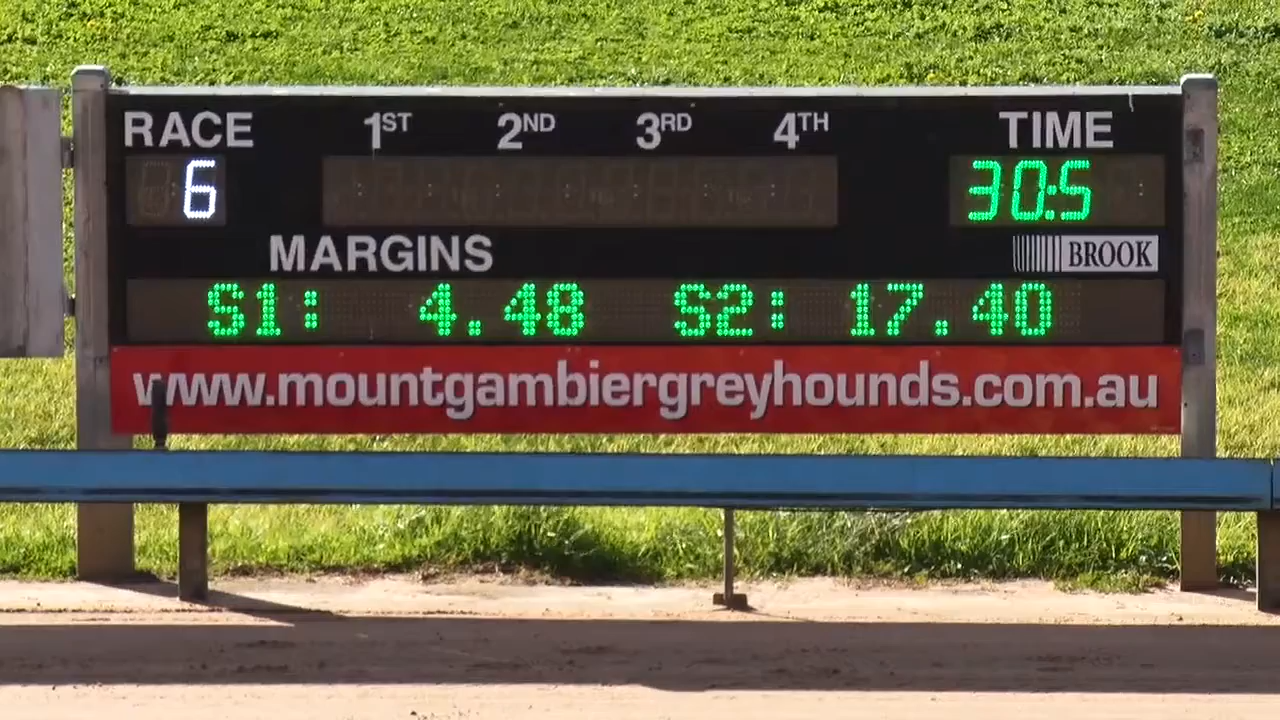 RACE 1ST 2ND 3RD 4TH TIME
6 30:5
MARGINS BROOK
S1: 4.48 S2: 17.40
www.mountgambiergreyhounds.com.au